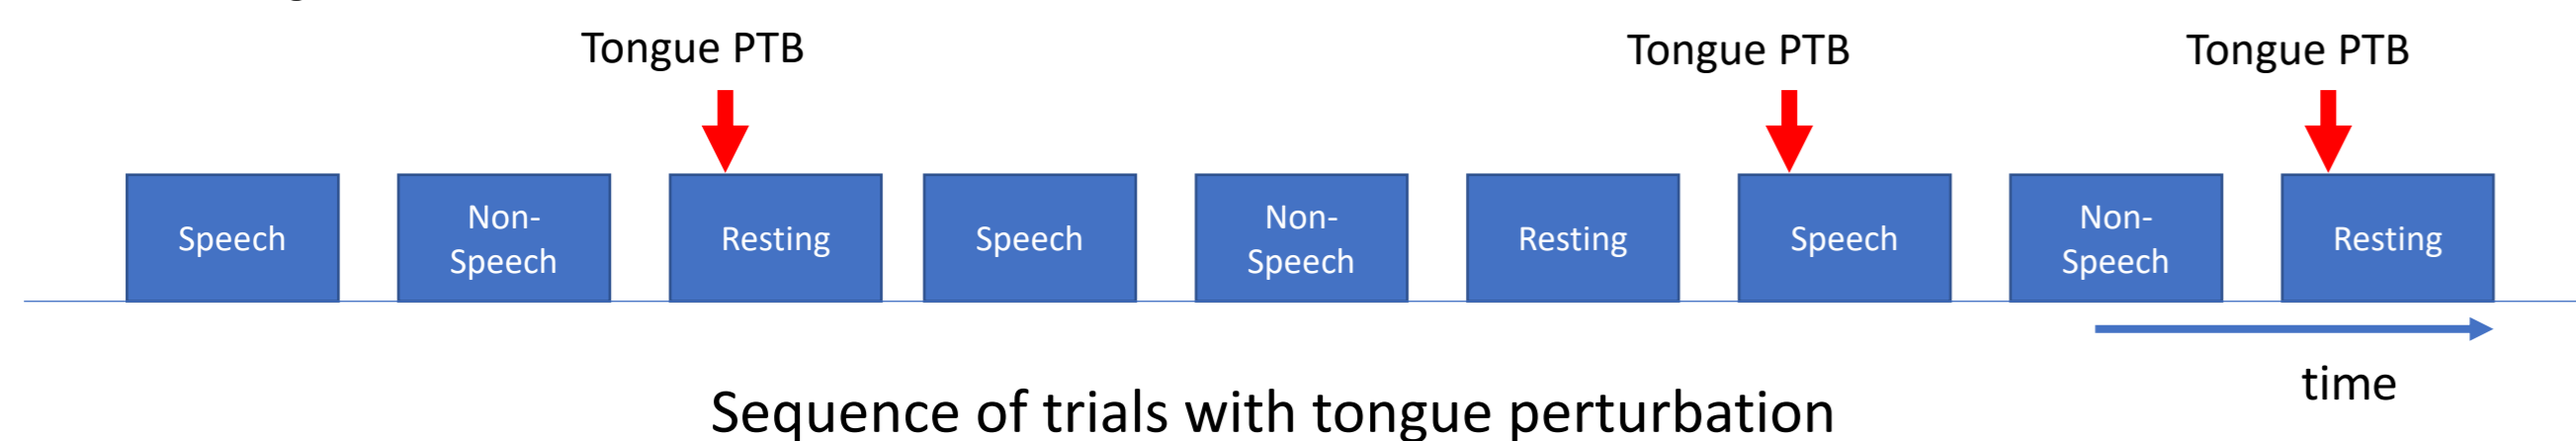 Tongue PTB
Tongue PTB
Tongue PTB
Speech
Non-
Speech
Resting
Speech
Non-
Speech
Resting
Speech
Non-
Speech
Resting
time
Sequence of trials with tongue perturbation